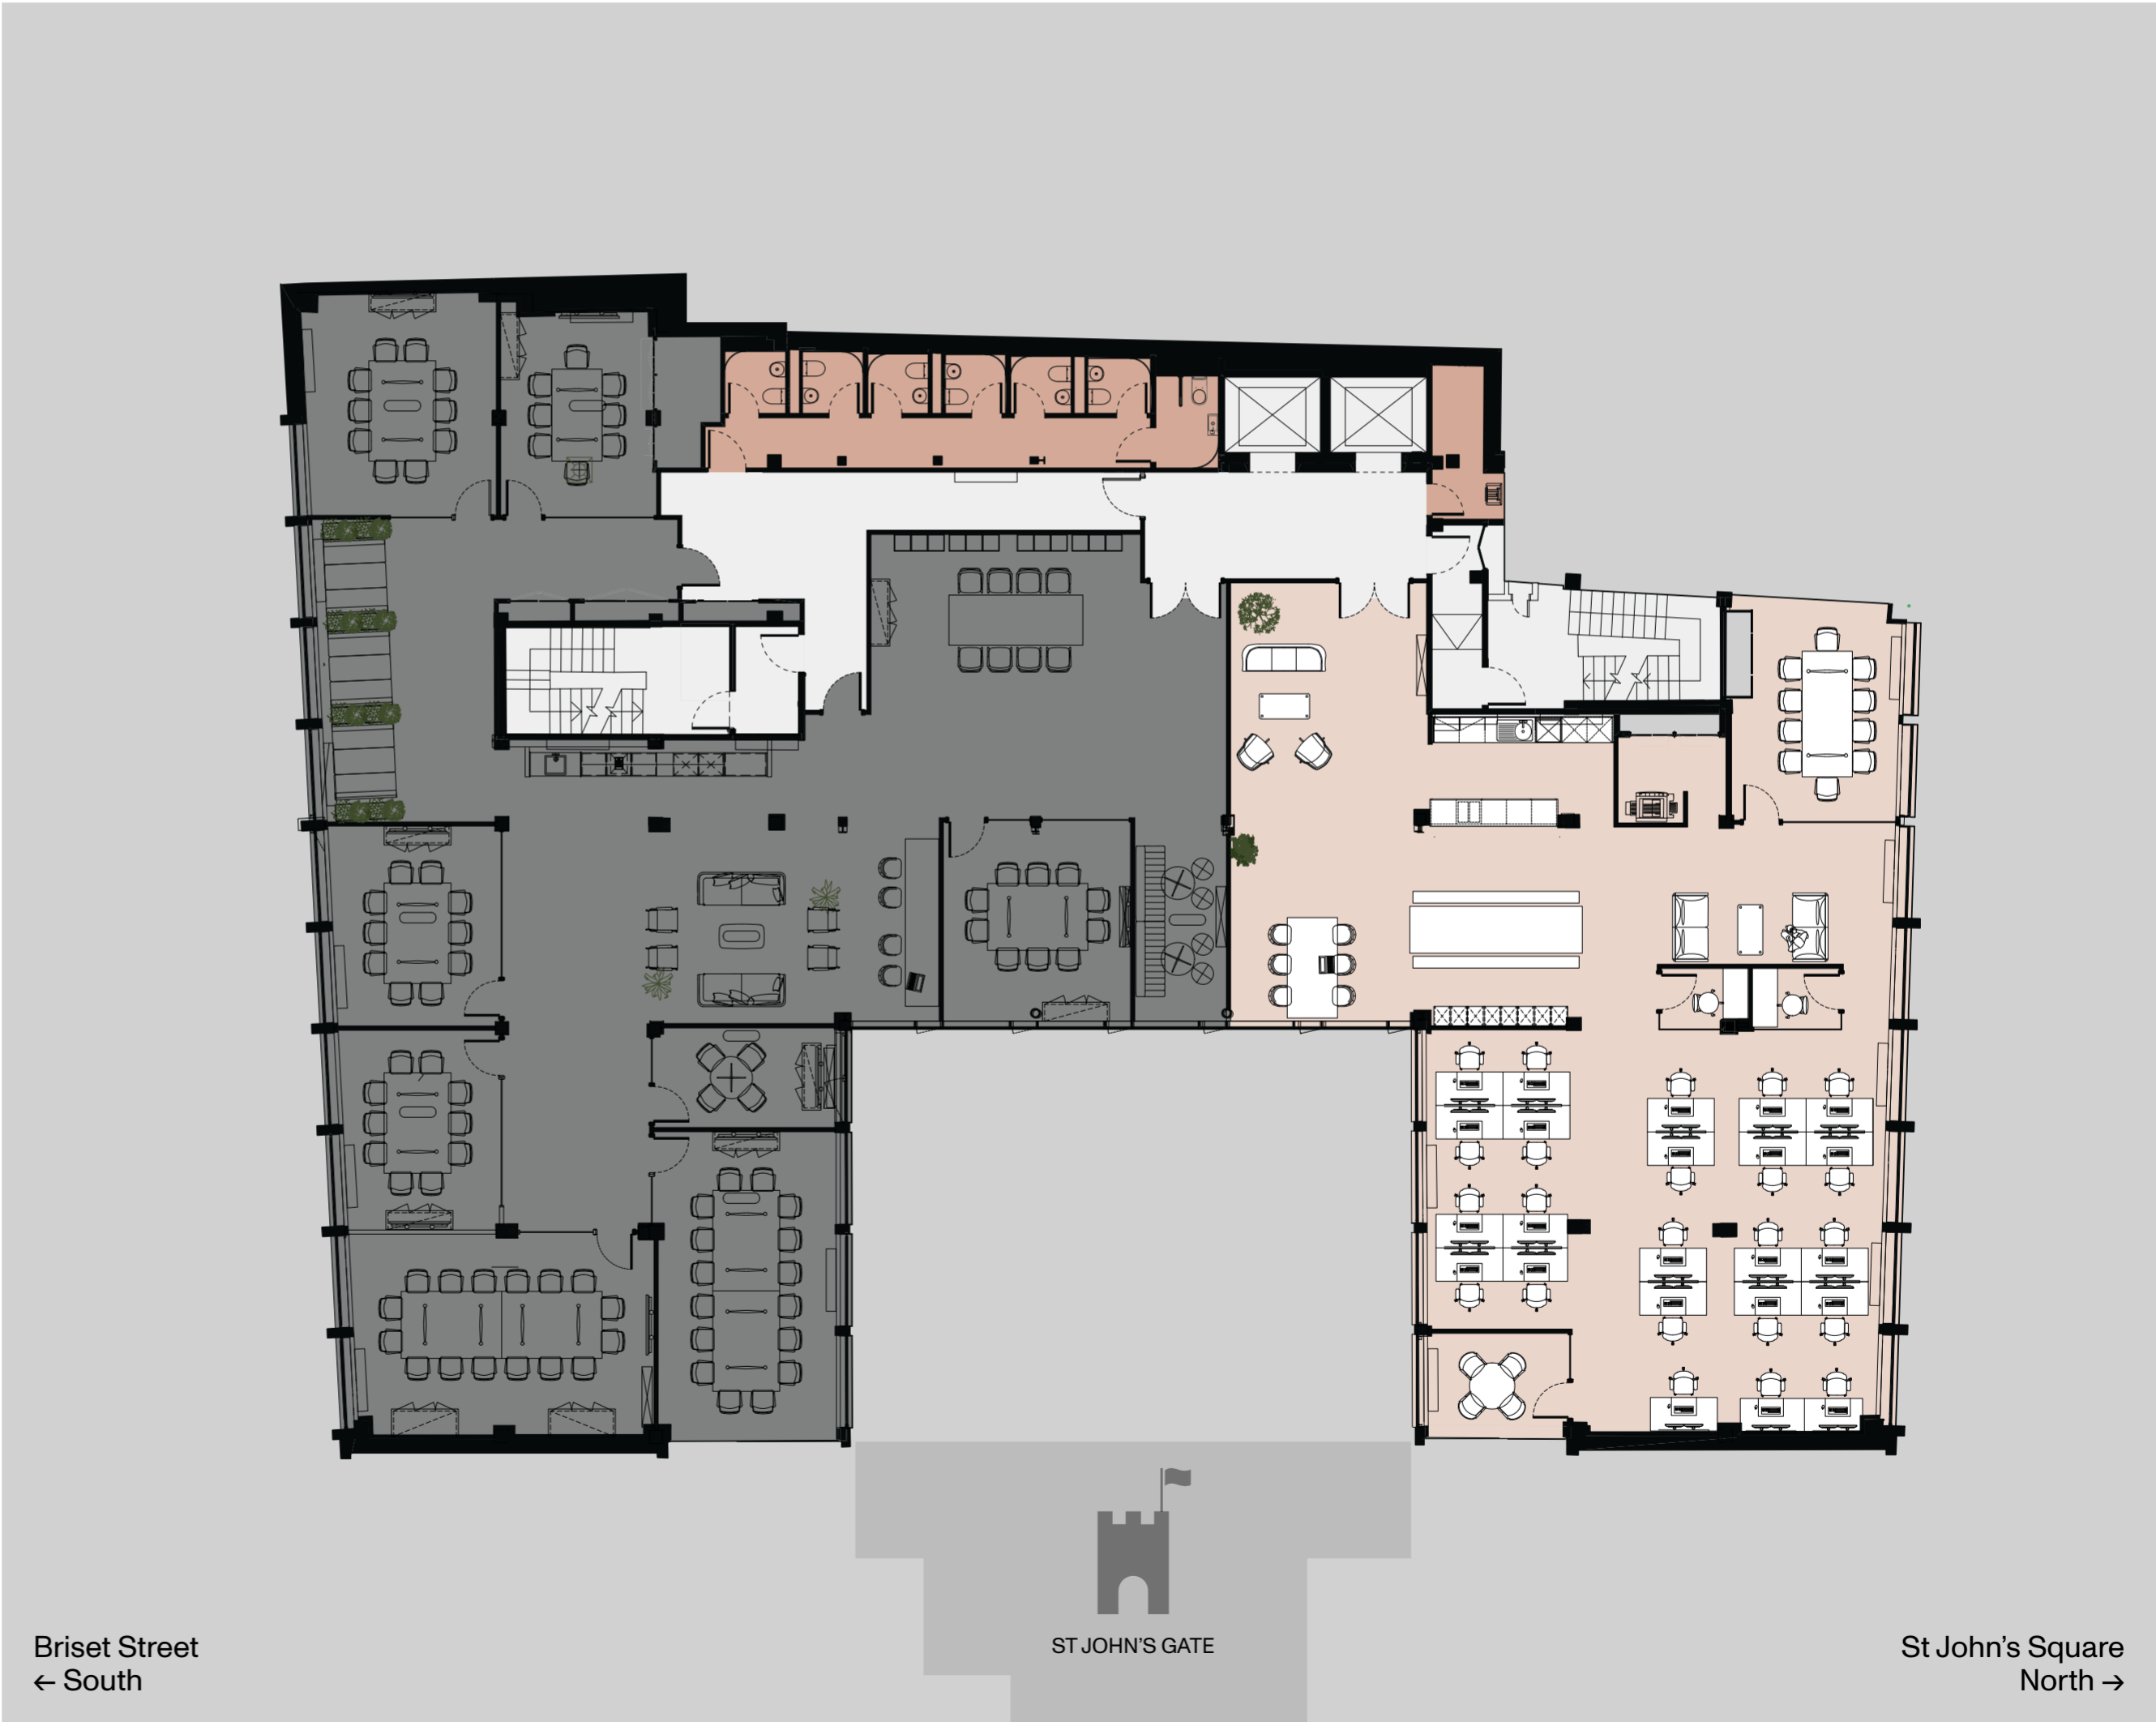 ST JOHN'S GATE
Briset Street
← South
St John's Square
North →